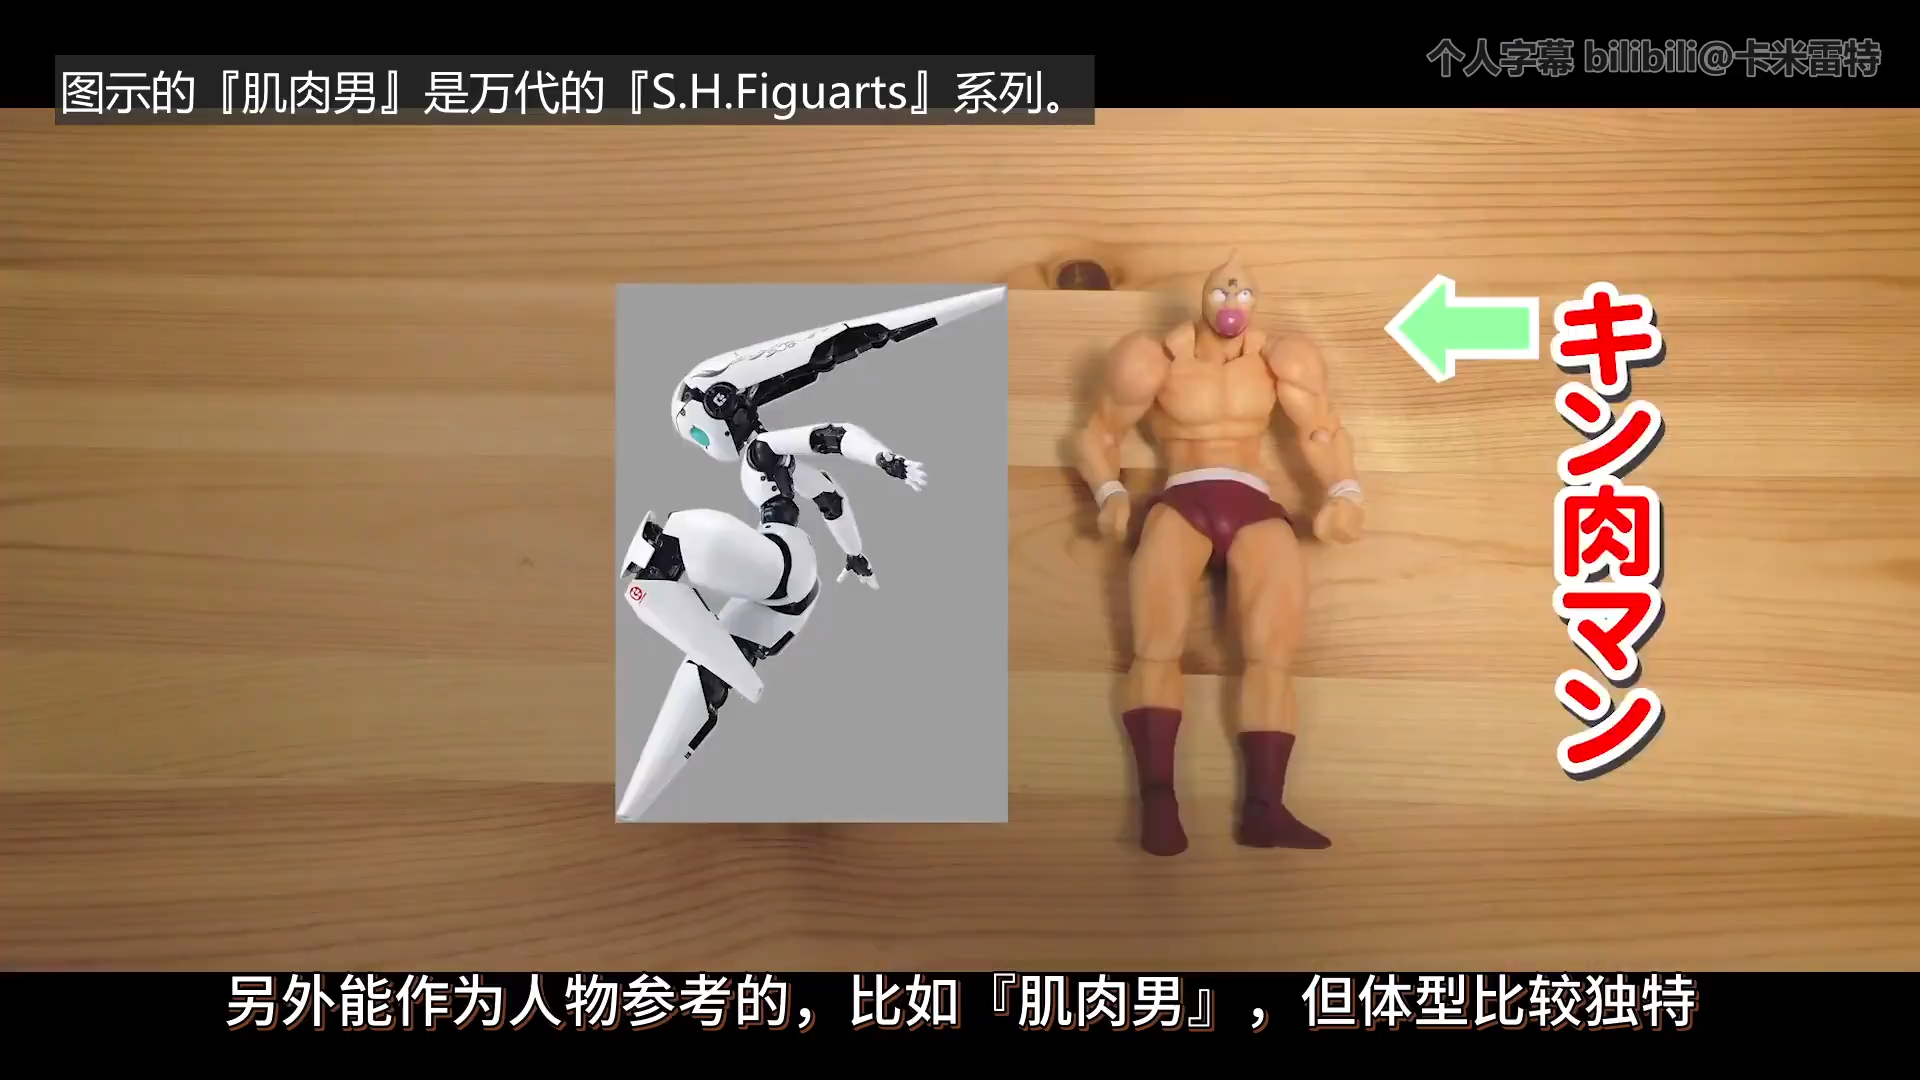 个人字幕 bilibili@卡米雷特
图示的『肌肉男』是万代的『S.H.Figuarts』系列。
キン肉マン
肉
另外能作为人物参考的，比如『肌肉男』，但体型比较独特